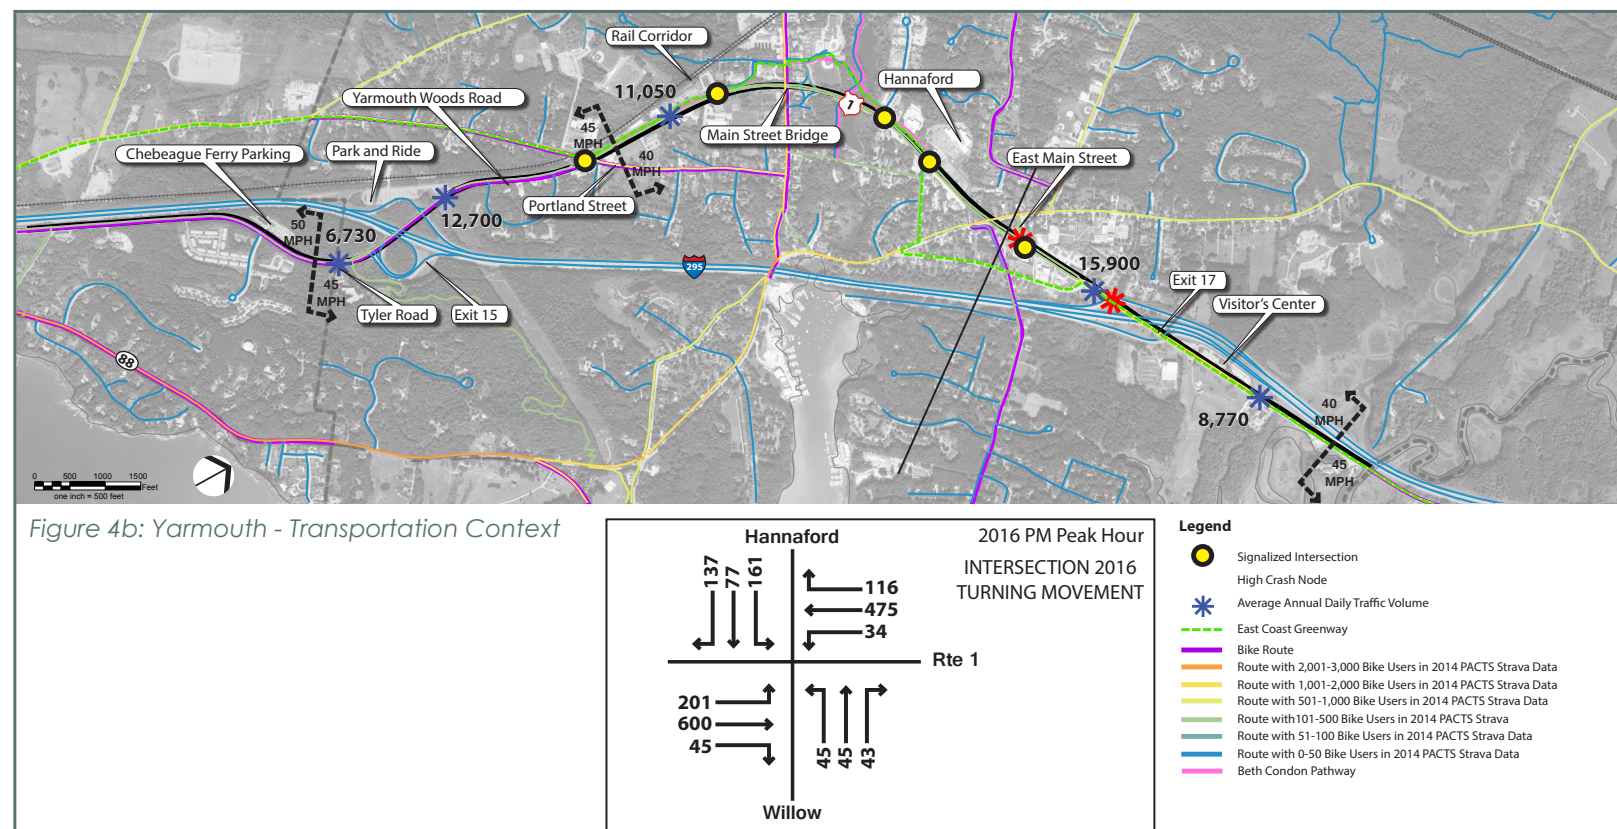 Rail Corridor
Hannaford
11,050
Yarmouth Woods Road
1
45
MPH
Main Street Bridge
Chebeague Ferry Parking
Park and Ride
40
MPH
East Main Street
Portland Street
12,700
50
MPH
6,730
295
15,900
45
MPH
Exit 17
Tyler Road
Exit 15
Visitor's Center
88
40
MPH
8,770
45
MPH
0 500 1000 1500
Feet
one inch = 500 feet
Figure 4b: Yarmouth - Transportation Context
Hannaford
2016 PM Peak Hour
INTERSECTION 2016
TURNING MOVEMENT
137
77
161
116
475
34
Rte 1
201
600
45
45
45
43
Willow
Legend
Signalized Intersection
High Crash Node
Average Annual Daily Traffic Volume
East Coast Greenway
Bike Route
Route with 2,001-3,000 Bike Users in 2014 PACTS Strava Data
Route with 1,001-2,000 Bike Users in 2014 PACTS Strava Data
Route with 501-1,000 Bike Users in 2014 PACTS Strava Data
Route with101-500 Bike Users in 2014 PACTS Strava
Route with 51-100 Bike Users in 2014 PACTS Strava Data
Route with 0-50 Bike Users in 2014 PACTS Strava Data
Beth Condon Pathway